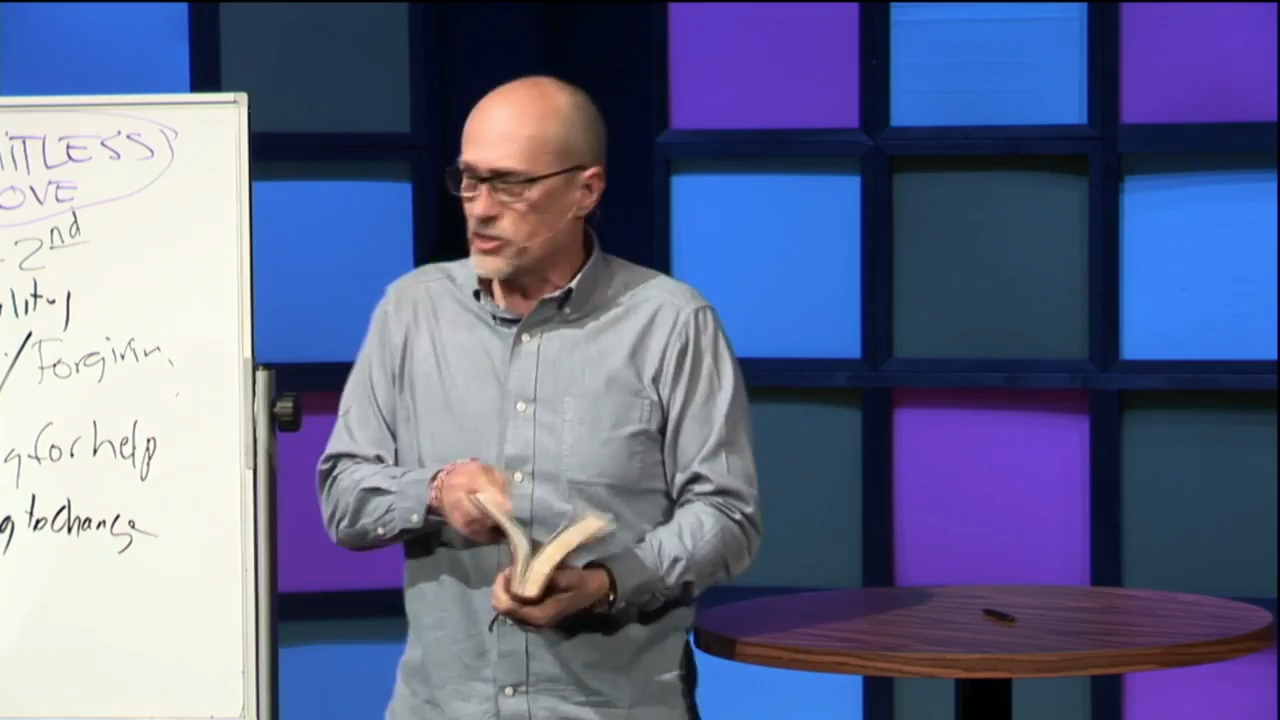 ITLESS
OVE
- 2nd
ility
/Forgivin
g for help
g to change